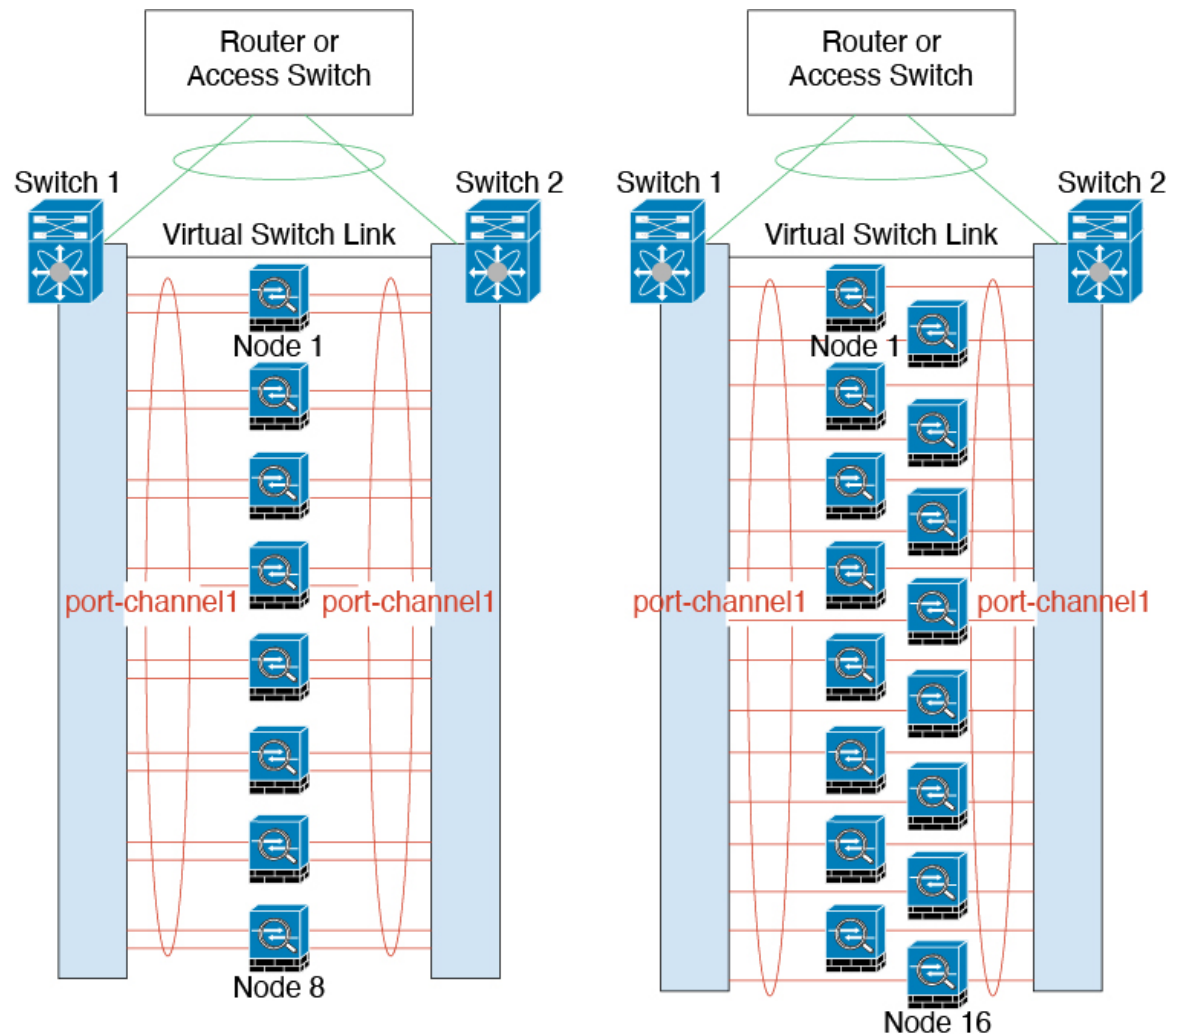 Router or
Access Switch
Switch 1
Switch 2
Virtual Switch Link
Node 1
port-channel1
port-channel1
Node 8
Router or
Access Switch
Switch 1
Switch 2
Virtual Switch Link
Node 1
port-channel1
port-channel1
Node 16